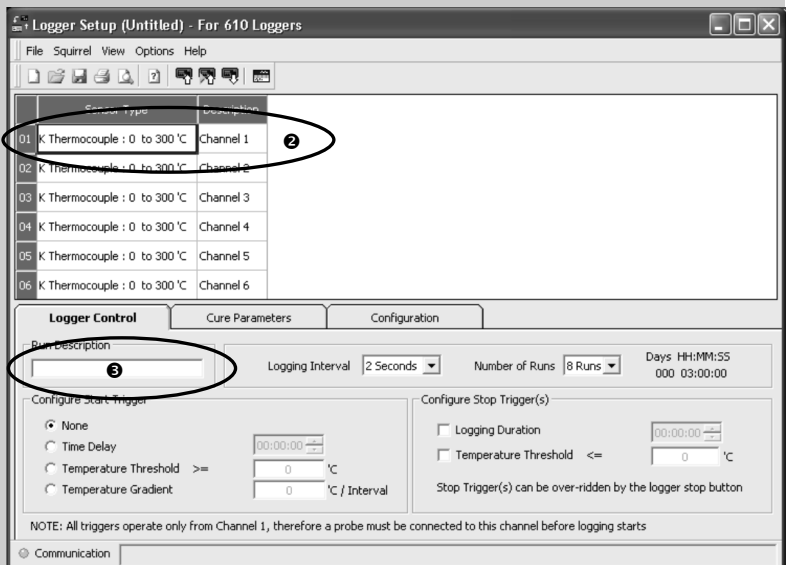 Logger Setup (Untitled) - For 610 Loggers
File Squirrel View Options Help
Sensor Type Description
01 K Thermocouple : 0 to 300 'C Channel 1 ❷
02 K Thermocouple : 0 to 300 'C Channel 2
03 K Thermocouple : 0 to 300 'C Channel 3
04 K Thermocouple : 0 to 300 'C Channel 4
05 K Thermocouple : 0 to 300 'C Channel 5
06 K Thermocouple : 0 to 300 'C Channel 6
Logger Control Cure Parameters Configuration
Run Description
❸
Logging Interval 2 Seconds Number of Runs 8 Runs
Days HH:MM:SS
000 03:00:00
Configure Start Trigger
None
Time Delay 00:00:00
Temperature Threshold >= 0 'C
Temperature Gradient 0 'C / Interval
Configure Stop Trigger(s)
Logging Duration 00:00:00
Temperature Threshold <= 0 'C
Stop Trigger(s) can be over-ridden by the logger stop button
NOTE: All triggers operate only from Channel 1, therefore a probe must be connected to this channel before logging starts
Communication